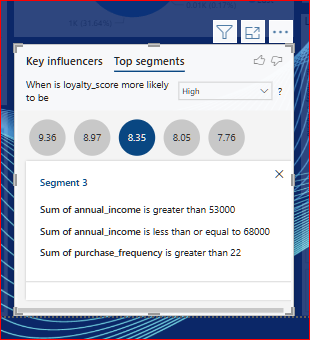 Key influencers Top segments
When is loyalty_score more likely
to be
High
?
9.36 8.97 8.35 8.05 7.76
Segment 3
Sum of annual_income is greater than 53000
Sum of annual_income is less than or equal to 68000
Sum of purchase_frequency is greater than 22